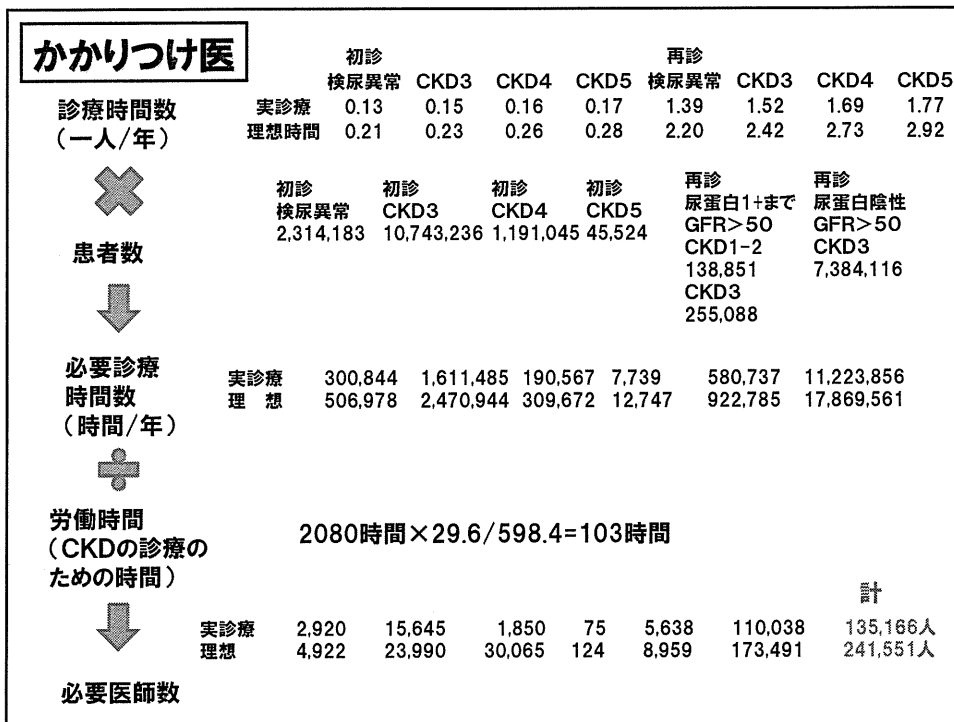 かかりつけ医
初診 再診
検尿異常 CKD3 CKD4 CKD5 検尿異常 CKD3 CKD4 CKD5
診療時間数
（一人/年）
実診療 0.13 0.15 0.16 0.17 1.39 1.52 1.69 1.77
理想時間 0.21 0.23 0.26 0.28 2.20 2.42 2.73 2.92
患者数
初診 初診 初診 初診 再診 再診
検尿異常 CKD3 CKD4 CKD5 尿蛋白1+まで 尿蛋白陰性
2,314,183 10,743,236 1,191,045 45,524 GFR>50 GFR>50
CKD1-2 CKD3
138,851 7,384,116
CKD3
255,088
必要診療
時間数
（時間/年）
実診療 300,844 1,611,485 190,567 7,739 580,737 11,223,856
理 想 506,978 2,470,944 309,672 12,747 922,785 17,869,561
労働時間
（CKDの診療の
ための時間）
2080時間×29.6/598.4=103時間
計
実診療 2,920 15,645 1,850 75 5,638 110,038 135,166人
理想 4,922 23,990 30,065 124 8,959 173,491 241,551人
必要医師数